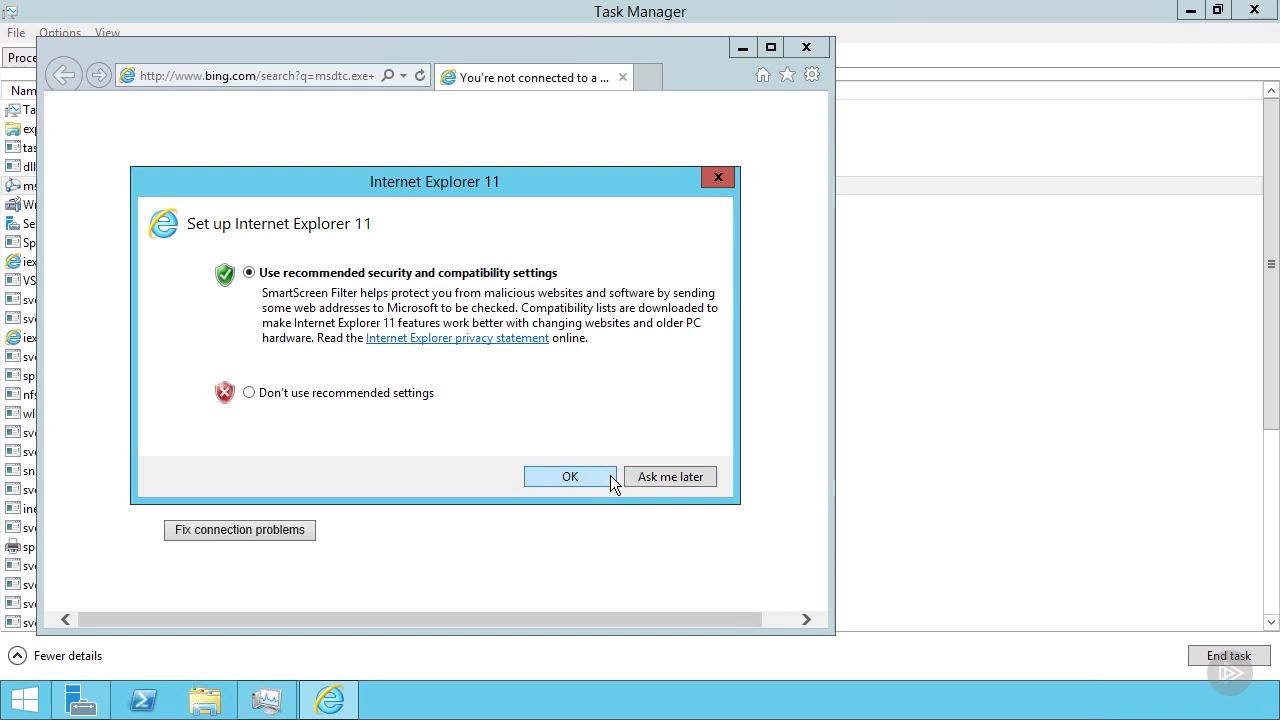 Task Manager
File Options View
http://www.bing.com/search?q=msdtc.exe+
You're not connected to a ...
Internet Explorer 11
Set up Internet Explorer 11
Use recommended security and compatibility settings
SmartScreen Filter helps protect you from malicious websites and software by sending
some web addresses to Microsoft to be checked. Compatibility lists are downloaded to
make Internet Explorer 11 features work better with changing websites and older PC
hardware. Read the Internet Explorer privacy statement online.
Don't use recommended settings
OK
Ask me later
Fix connection problems
Fewer details
End task